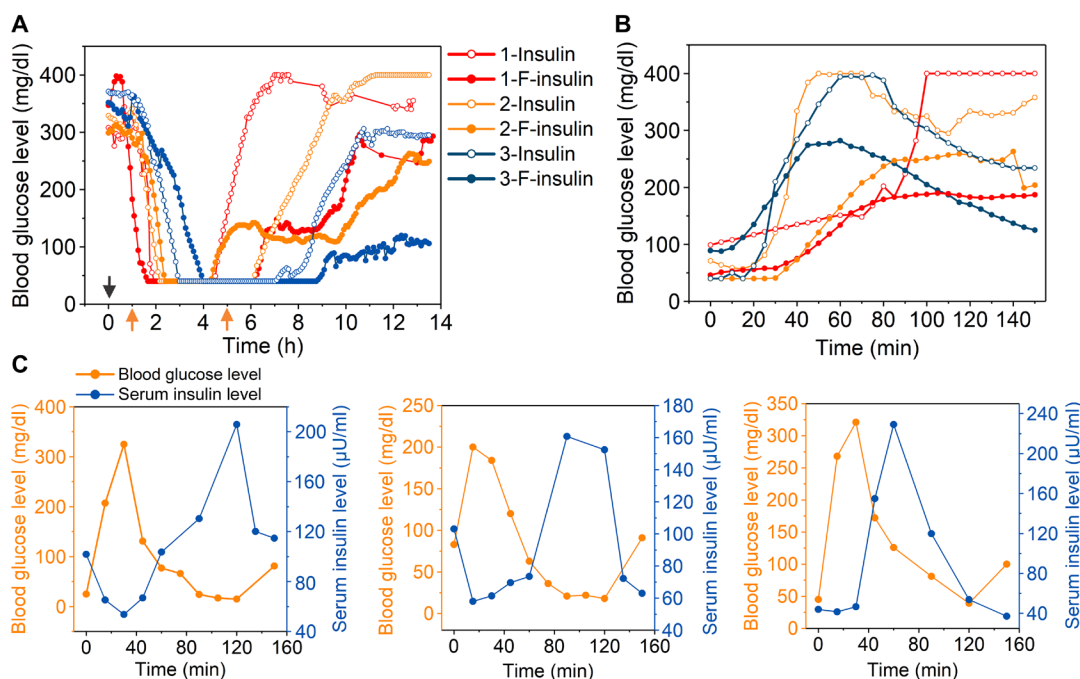 A
Blood glucose level (mg/dl)
400
300
200
100
0
0 2 4 6 8 10 12 14
Time (h)
1-Insulin
1-F-insulin
2-Insulin
2-F-insulin
3-Insulin
3-F-insulin
B
Blood glucose level (mg/dl)
400
300
200
100
0
0 20 40 60 80 100 120 140
Time (min)
C
Blood glucose level
Serum insulin level
Blood glucose level (mg/dl)
400
300
200
100
0
0 40 80 120 160
Time (min)
200
160
120
80
40
Serum insulin level (µU/ml)
Blood glucose level (mg/dl)
250
200
150
100
50
0
0 40 80 120 160
Time (min)
180
160
140
120
100
80
60
40
Serum insulin level (µU/ml)
Blood glucose level (mg/dl)
350
300
250
200
150
100
50
0
0 40 80 120 160
Time (min)
240
200
160
120
80
40
Serum insulin level (µU/ml)